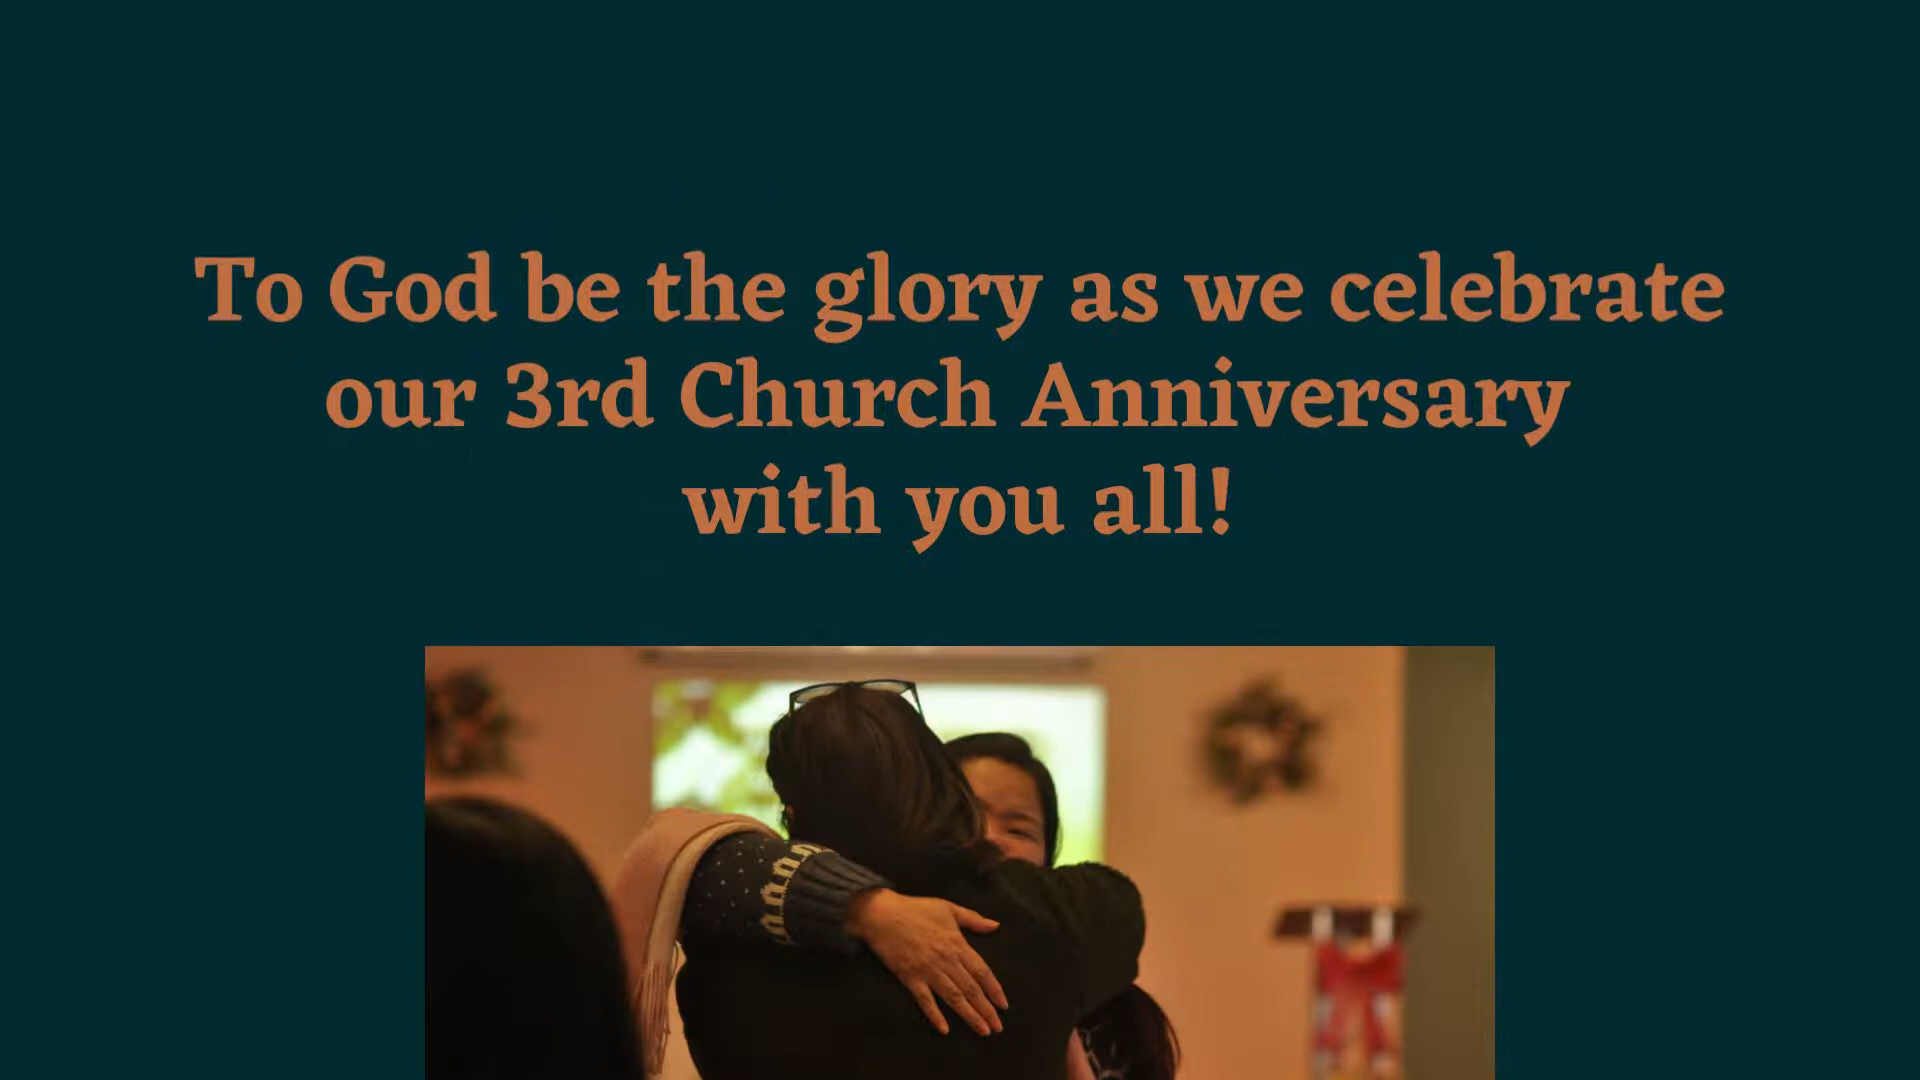 To God be the glory as we celebrate
our 3rd Church Anniversary
with you all!